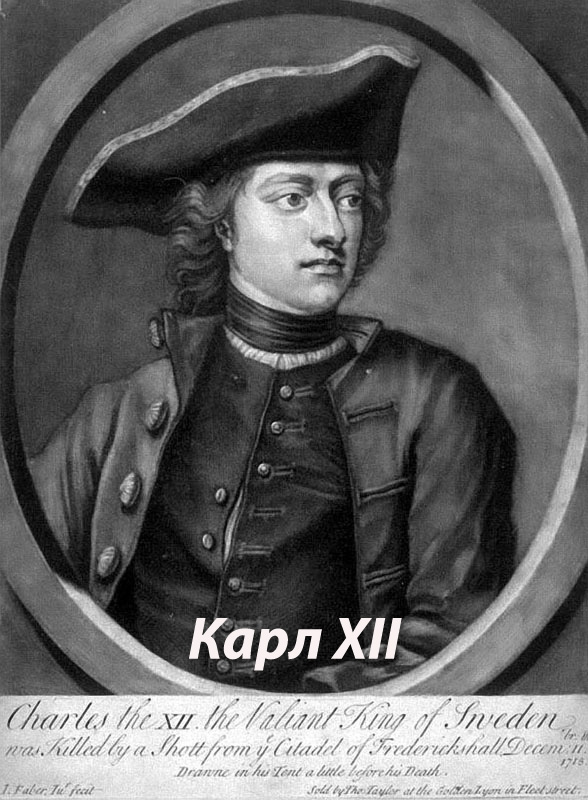 Карл XII
Charles the XII. the Valiant King of Sweden
was Killed by a Shott from yͤ Citadel of Frederickshall, Decem.br 11
1718.
Drawne in his Tent a little before his Death.
I. Faber, Jun.r fecit Sold by Tho: Taylor at the Golden Lyon in Fleet street.